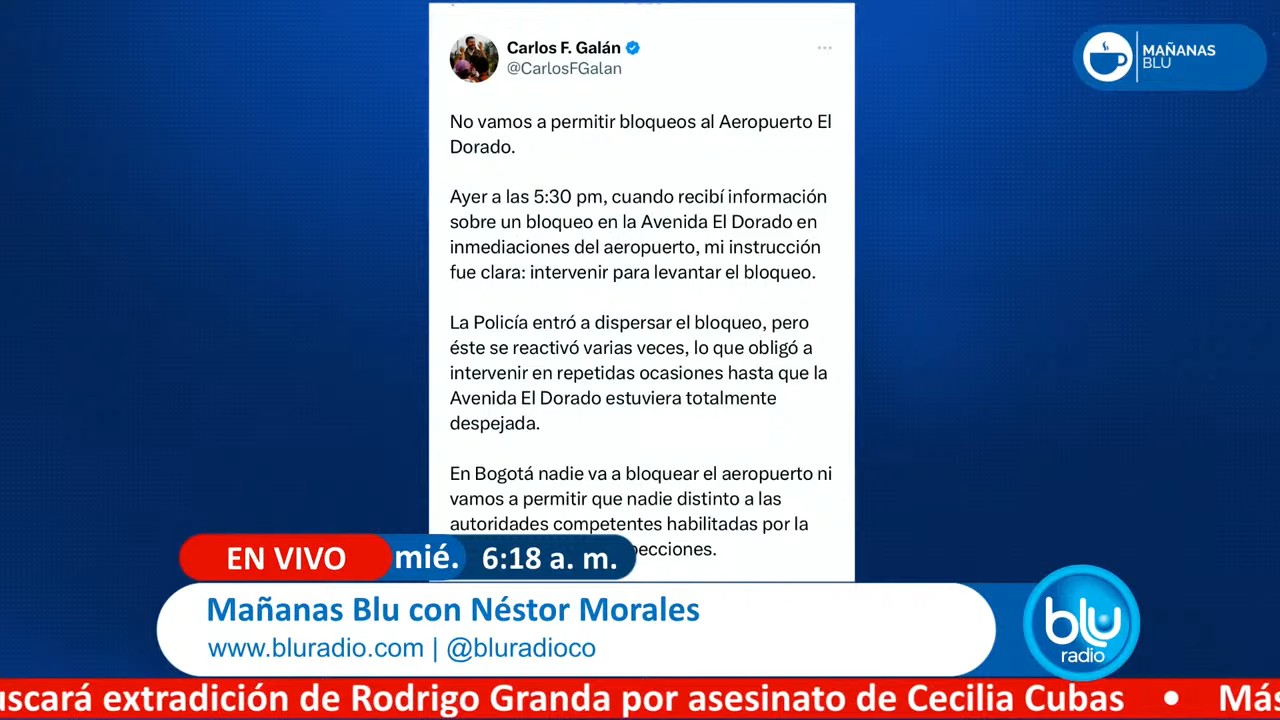 Carlos F. Galán
@CarlosFGalan
MAÑANAS
BLU
No vamos a permitir bloqueos al Aeropuerto El
Dorado.
Ayer a las 5:30 pm, cuando recibí información
sobre un bloqueo en la Avenida El Dorado en
inmediaciones del aeropuerto, mi instrucción
fue clara: intervenir para levantar el bloqueo.
La Policía entró a dispersar el bloqueo, pero
éste se reactivó varias veces, lo que obligó a
intervenir en repetidas ocasiones hasta que la
Avenida El Dorado estuviera totalmente
despejada.
En Bogotá nadie va a bloquear el aeropuerto ni
vamos a permitir que nadie distinto a las
autoridades competentes habilitadas por la
EN VIVO mié. 6:18 a. m.
Mañanas Blu con Néstor Morales
www.bluradio.com | @bluradioco
blu
radio
extradición de Rodrigo Granda por asesinato de Cecilia Cubas • Más